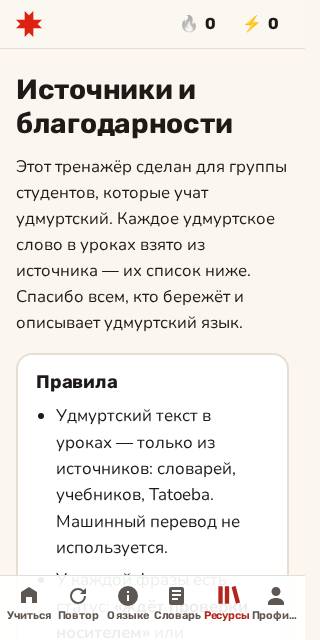 0 0
Источники и
благодарности
Этот тренажёр сделан для группы
студентов, которые учат
удмуртский. Каждое удмуртское
слово в уроках взято из
источника — их список ниже.
Спасибо всем, кто бережёт и
описывает удмуртский язык.
Правила
• Удмуртский текст в
уроках — только из
источников: словарей,
учебников, Tatoeba.
Машинный перевод не
используется.
носителем» или
Учиться Повтор О языке Словарь Ресурсы Профи...